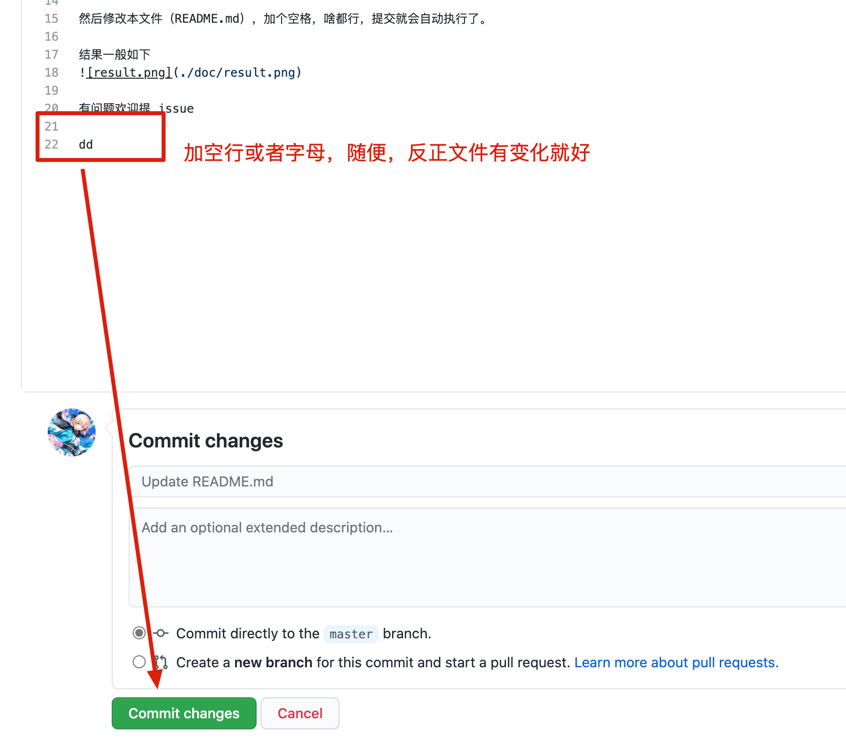 14
15 然后修改本文件（README.md），加个空格，啥都行，提交就会自动执行了。
16
17 结果一般如下
18 ![result.png](./doc/result.png)
19
20 有问题欢迎提 issue
21
22 dd
加空行或者字母，随便，反正文件有变化就好
Commit changes
Update README.md
Add an optional extended description...
Commit directly to the master branch.
Create a new branch for this commit and start a pull request. Learn more about pull requests.
Commit changes Cancel